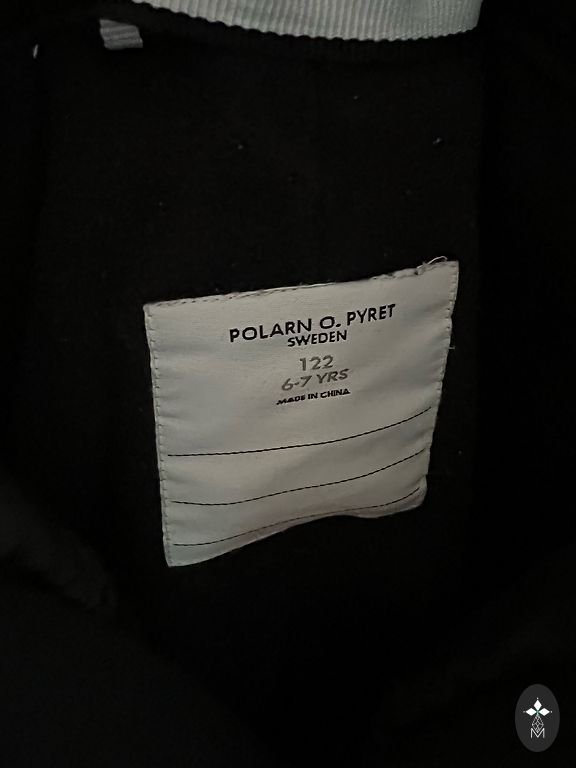 POLARN O. PYRET
SWEDEN
122
6-7 YRS
MADE IN CHINA
M